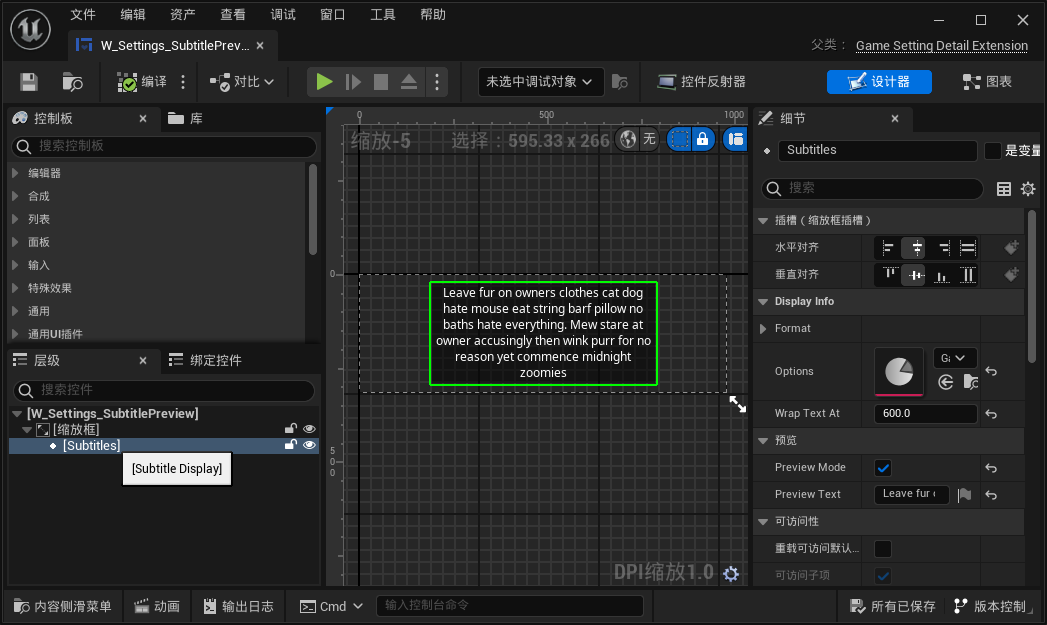 文件 编辑 资产 查看 调试 窗口 工具 帮助
W_Settings_SubtitlePrev...
父类： Game Setting Detail Extension
编译 对比 未选中调试对象 控件反射器 设计器 图表
控制板 库
搜索控制板
编辑器
合成
列表
面板
输入
特殊效果
通用
通用UI插件
层级 绑定控件
搜索控件
[W_Settings_SubtitlePreview]
[缩放框]
[Subtitles]
[Subtitle Display]
0 500 1000
缩放-5 选择：595.33 x 266 无
0
Leave fur on owners clothes cat dog
hate mouse eat string barf pillow no
baths hate everything. Mew stare at
owner accusingly then wink purr for no
reason yet commence midnight
zoomies
5
0
0
DPI缩放1.0
细节
Subtitles 是变量
搜索
插槽（缩放框插槽）
水平对齐
垂直对齐
Display Info
Format
Options
Wrap Text At 600.0
预览
Preview Mode
Preview Text Leave fur
可访问性
重载可访问默认...
可访问子项
内容侧滑菜单 动画 输出日志 Cmd 输入控制台命令 所有已保存 版本控制